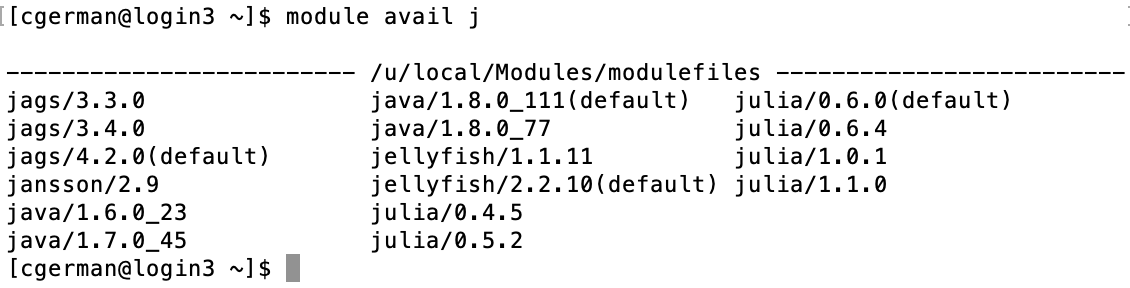 [[cgerman@login3 ~]$ module avail j ]
------------------------- /u/local/Modules/modulefiles -------------------------
jags/3.3.0 java/1.8.0_111(default) julia/0.6.0(default)
jags/3.4.0 java/1.8.0_77 julia/0.6.4
jags/4.2.0(default) jellyfish/1.1.11 julia/1.0.1
jansson/2.9 jellyfish/2.2.10(default) julia/1.1.0
java/1.6.0_23 julia/0.4.5
java/1.7.0_45 julia/0.5.2
[cgerman@login3 ~]$